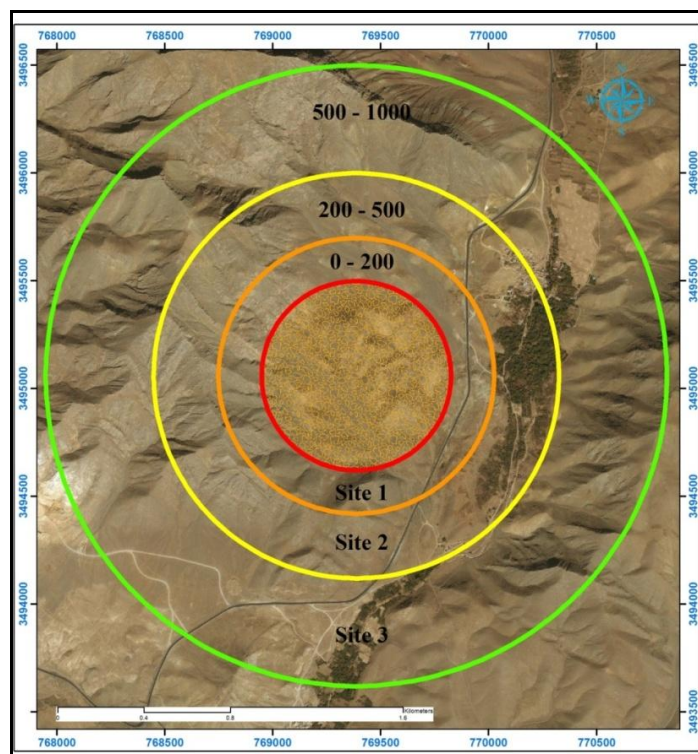 768000 768500 769000 769500 770000 770500
3496500 3496500
500 - 1000
N
W E
S
3496000 3496000
200 - 500
0 - 200
3495500 3495500
3495000 3495000
3494500 3494500
Site 1
Site 2
3494000 3494000
Site 3
Kilometers
0 0.4 0.8 1.6
3493500 3493500
768000 768500 769000 769500 770000 770500